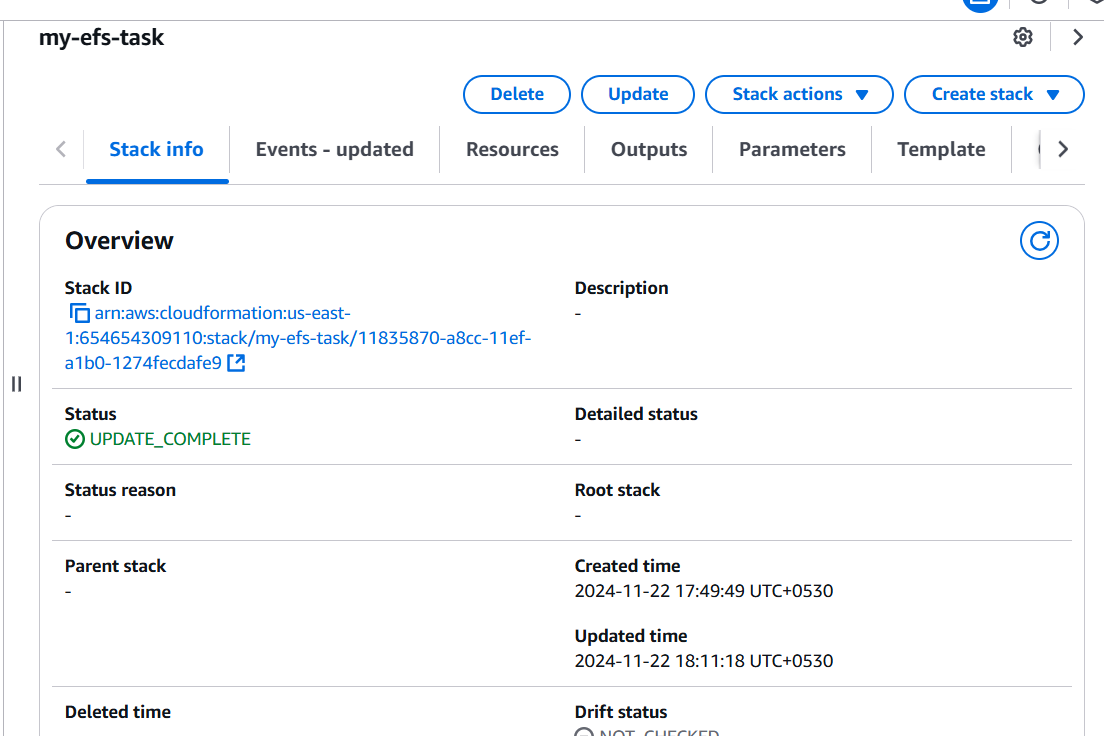 my-efs-task
Delete
Update
Stack actions
Create stack
Stack info
Events - updated
Resources
Outputs
Parameters
Template
Overview
Stack ID
arn:aws:cloudformation:us-east-
1:654654309110:stack/my-efs-task/11835870-a8cc-11ef-
a1b0-1274fecdafe9
Description
-
Status
UPDATE_COMPLETE
Detailed status
-
Status reason
-
Root stack
-
Parent stack
-
Created time
2024-11-22 17:49:49 UTC+0530
Updated time
2024-11-22 18:11:18 UTC+0530
Deleted time
Drift status
NOT_CHECKED